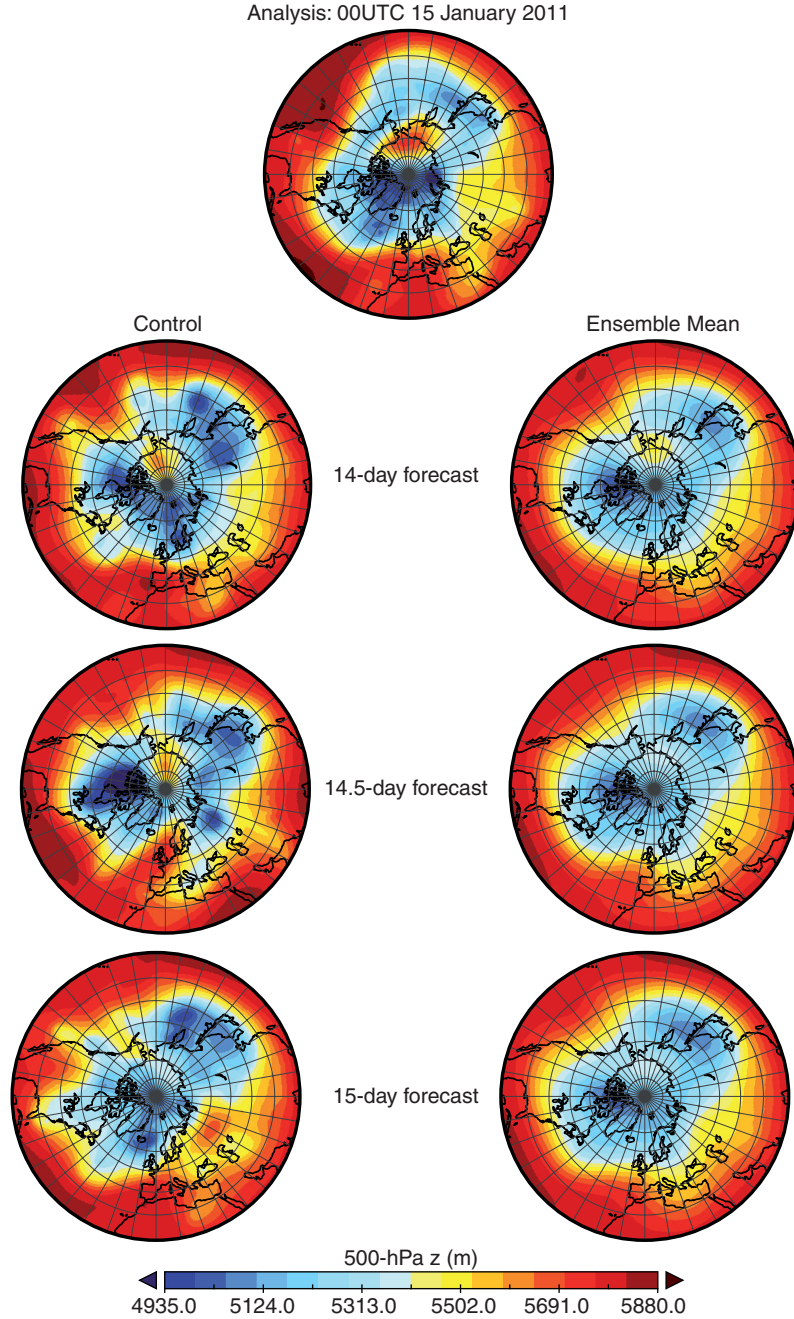 Analysis: 00UTC 15 January 2011
Control
Ensemble Mean
14-day forecast
14.5-day forecast
15-day forecast
500-hPa z (m)
4935.0 5124.0 5313.0 5502.0 5691.0 5880.0